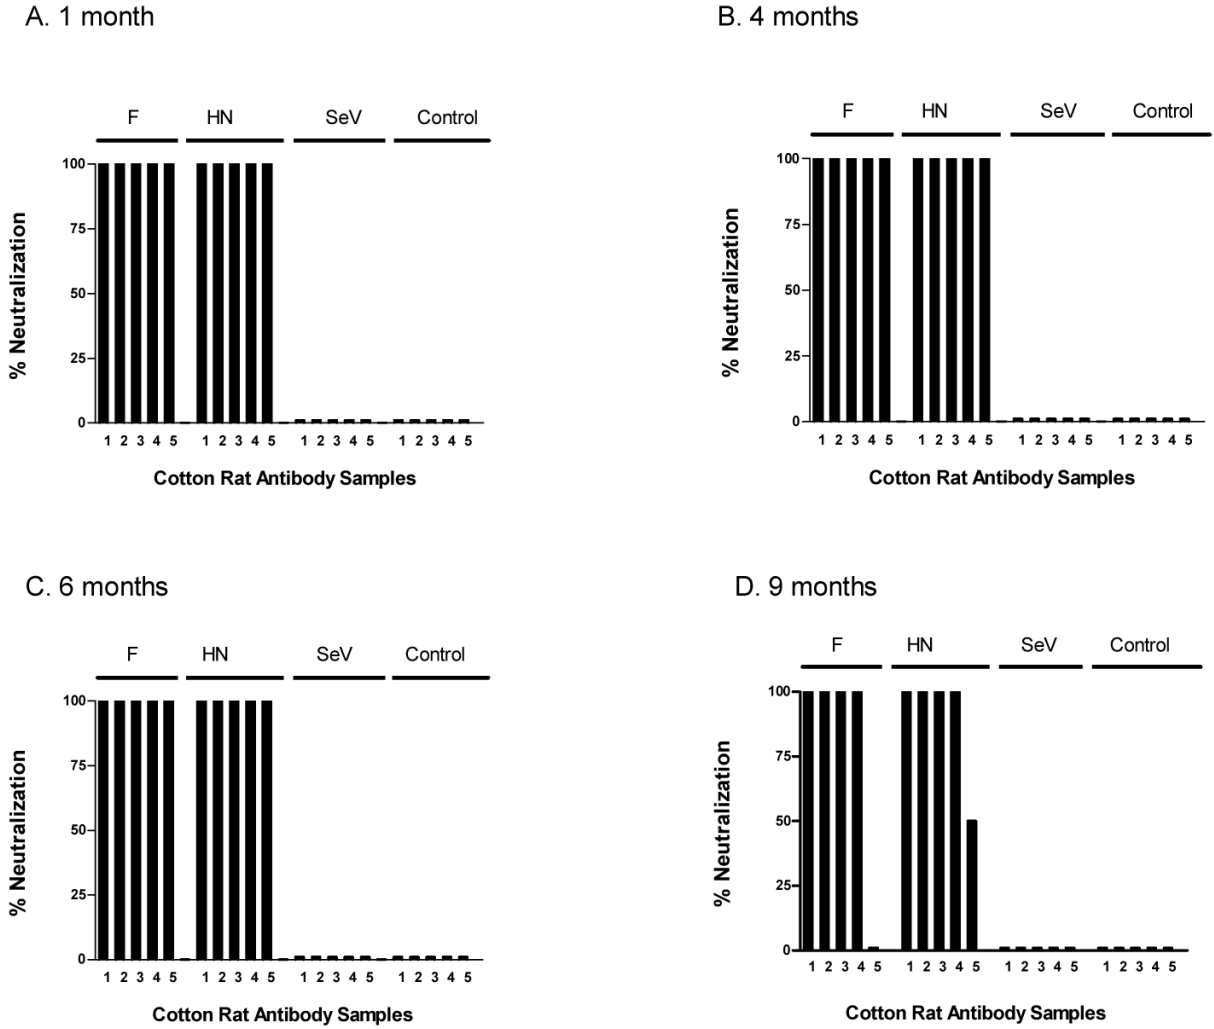 A. 1 month
F HN SeV Control
100
75
50
25
0
% Neutralization
1 2 3 4 5 1 2 3 4 5 1 2 3 4 5 1 2 3 4 5
Cotton Rat Antibody Samples
B. 4 months
F HN SeV Control
100
75
50
25
0
% Neutralization
1 2 3 4 5 1 2 3 4 5 1 2 3 4 5 1 2 3 4 5
Cotton Rat Antibody Samples
C. 6 months
F HN SeV Control
100
75
50
25
0
% Neutralization
1 2 3 4 5 1 2 3 4 5 1 2 3 4 5 1 2 3 4 5
Cotton Rat Antibody Samples
D. 9 months
F HN SeV Control
100
75
50
25
0
% Neutralization
1 2 3 4 5 1 2 3 4 5 1 2 3 4 5 1 2 3 4 5
Cotton Rat Antibody Samples